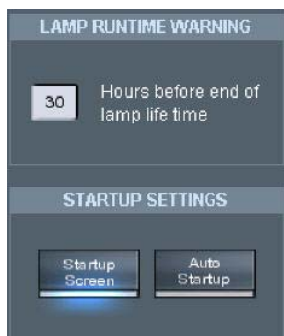 LAMP RUNTIME WARNING
30
Hours before end of
lamp life time
STARTUP SETTINGS
Startup
Screen
Auto
Startup